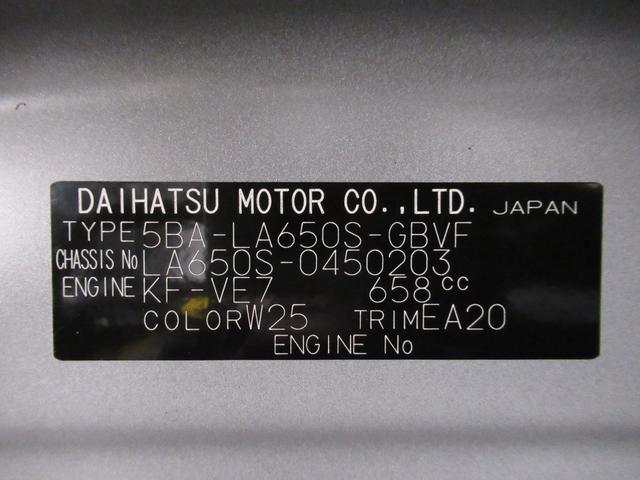 DAIHATSU MOTOR CO.,LTD. JAPAN
TYPE 5BA-LA650S-GBVF
CHASSIS No LA650S-0450203
ENGINE KF-VE7 658cc
COLOR W25 TRIM EA20
ENGINE No